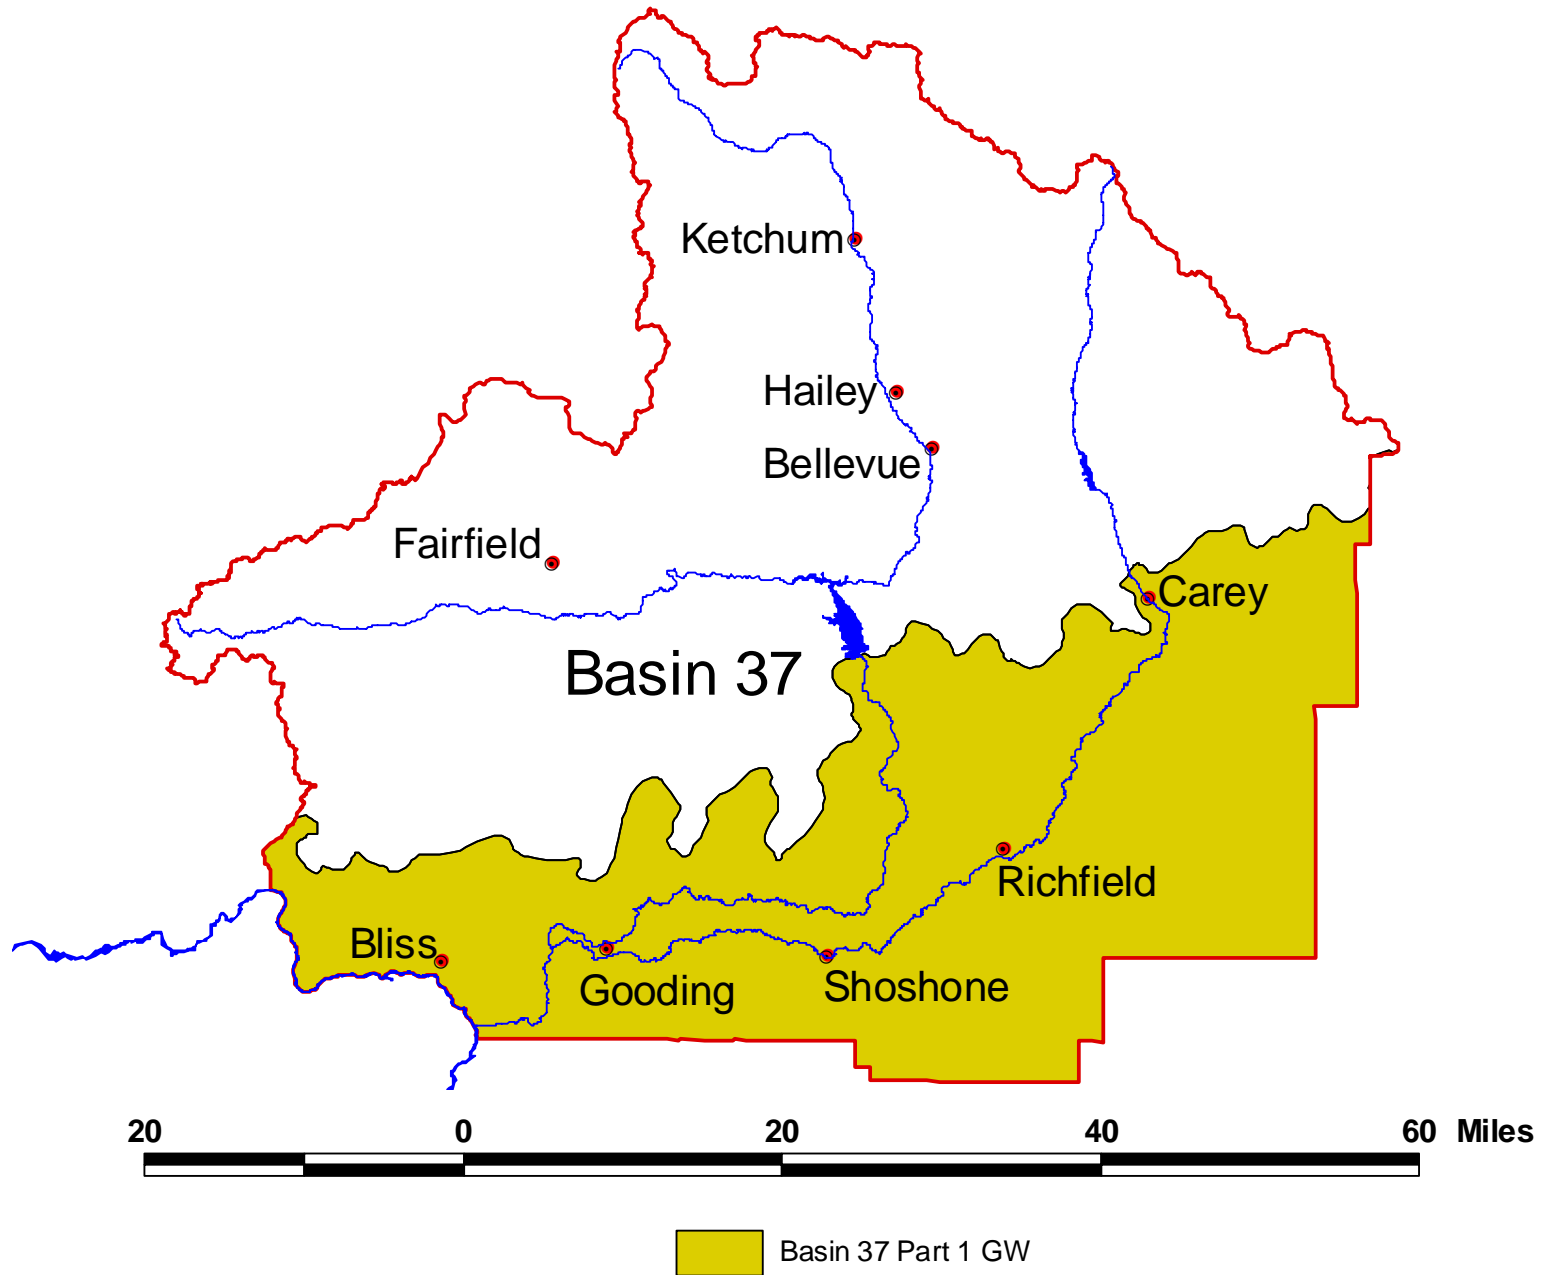 Ketchum
Hailey
Bellevue
Fairfield
Carey
Basin 37
Richfield
Bliss
Gooding
Shoshone
20 0 20 40 60 Miles
Basin 37 Part 1 GW